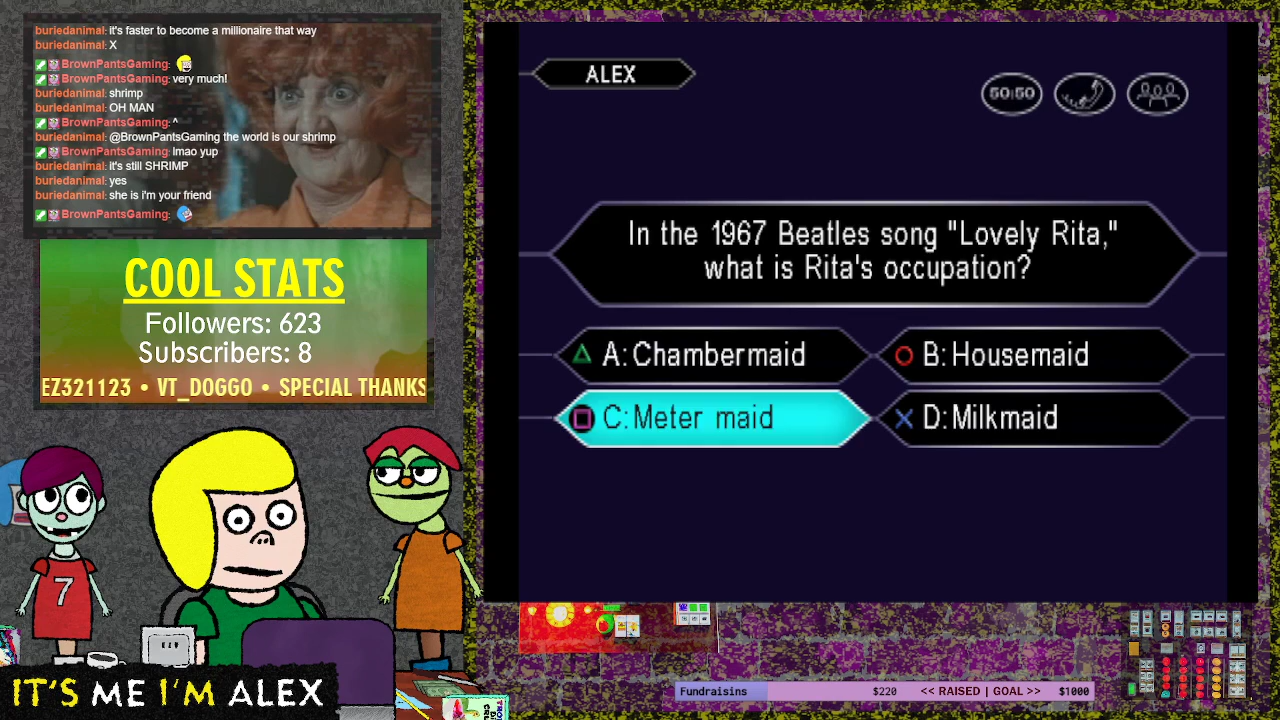 buriedanimal: it's faster to become a millionaire that way
buriedanimal: X
BrownPantsGaming:
BrownPantsGaming: very much!
buriedanimal: shrimp
buriedanimal: OH MAN
BrownPantsGaming: ^
buriedanimal: @BrownPantsGaming the world is our shrimp
BrownPantsGaming: lmao yup
buriedanimal: it's still SHRIMP
buriedanimal: yes
buriedanimal: she is i'm your friend
BrownPantsGaming:
COOL STATS
Followers: 623
Subscribers: 8
EZ321123 • VT_DOGGO • SPECIAL THANKS
7
IT'S ME I'M ALEX
ALEX
50:50
In the 1967 Beatles song "Lovely Rita,"
what is Rita's occupation?
A: Chambermaid
B: Housemaid
C: Meter maid
D: Milkmaid
Fundraisins $220 << RAISED | GOAL >> $1000